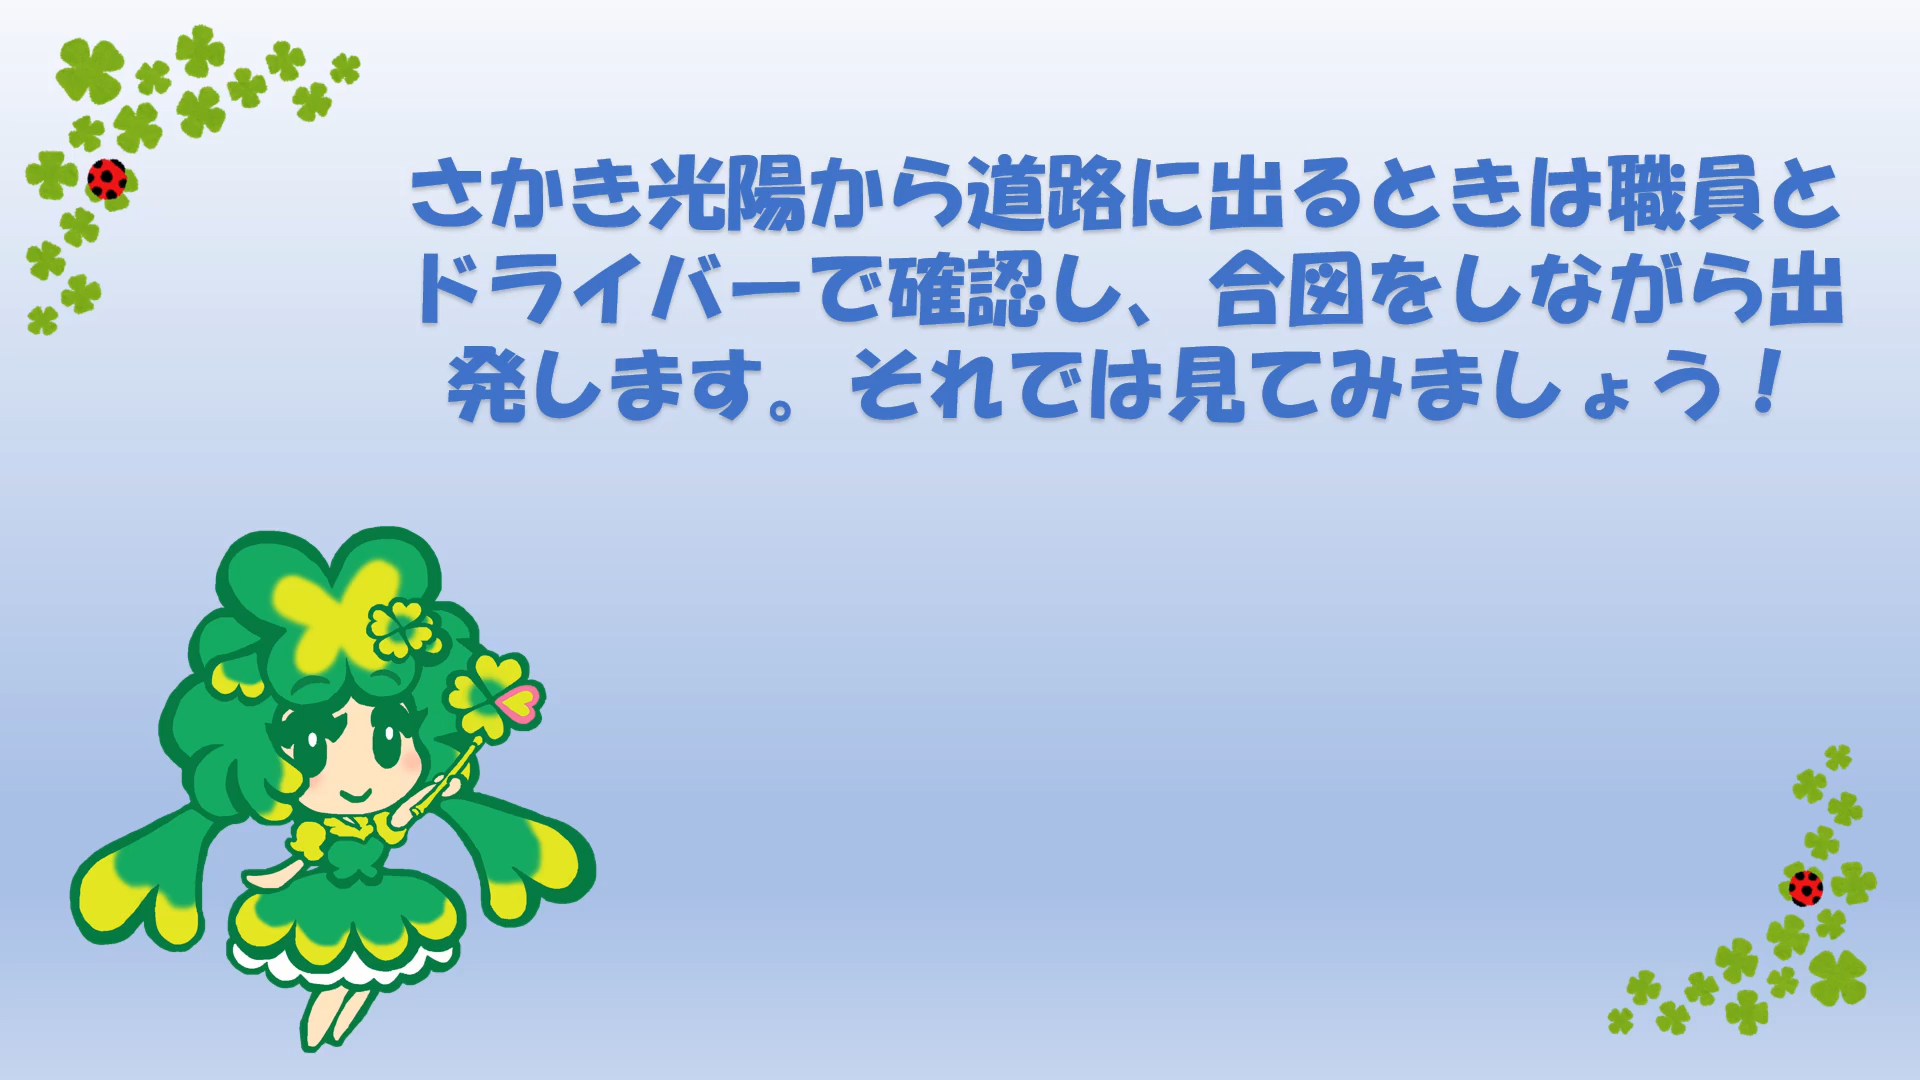 さかき光陽から道路に出るときは職員と
ドライバーで確認し、合図をしながら出
発します。それでは見てみましょう！